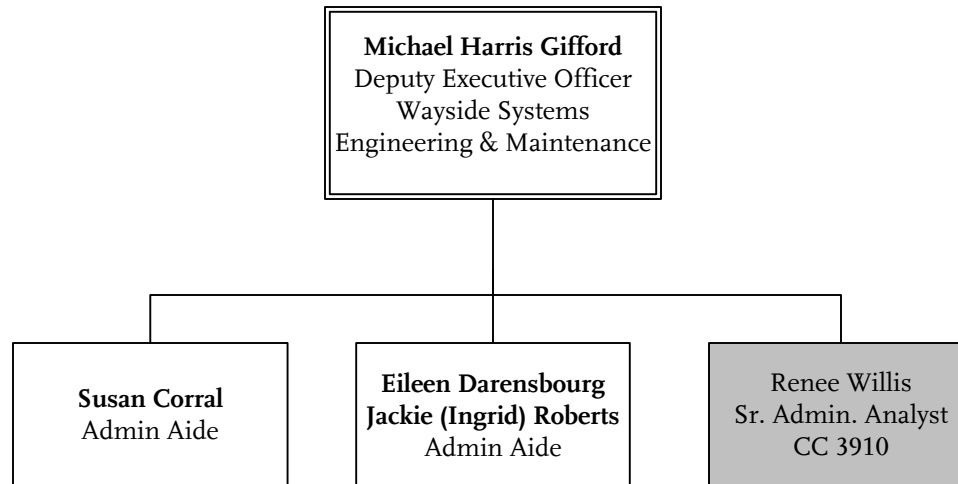 Michael Harris Gifford
Deputy Executive Officer
Wayside Systems
Engineering & Maintenance
Susan Corral
Admin Aide
Eileen Darensbourg
Jackie (Ingrid) Roberts
Admin Aide
Renee Willis
Sr. Admin. Analyst
CC 3910